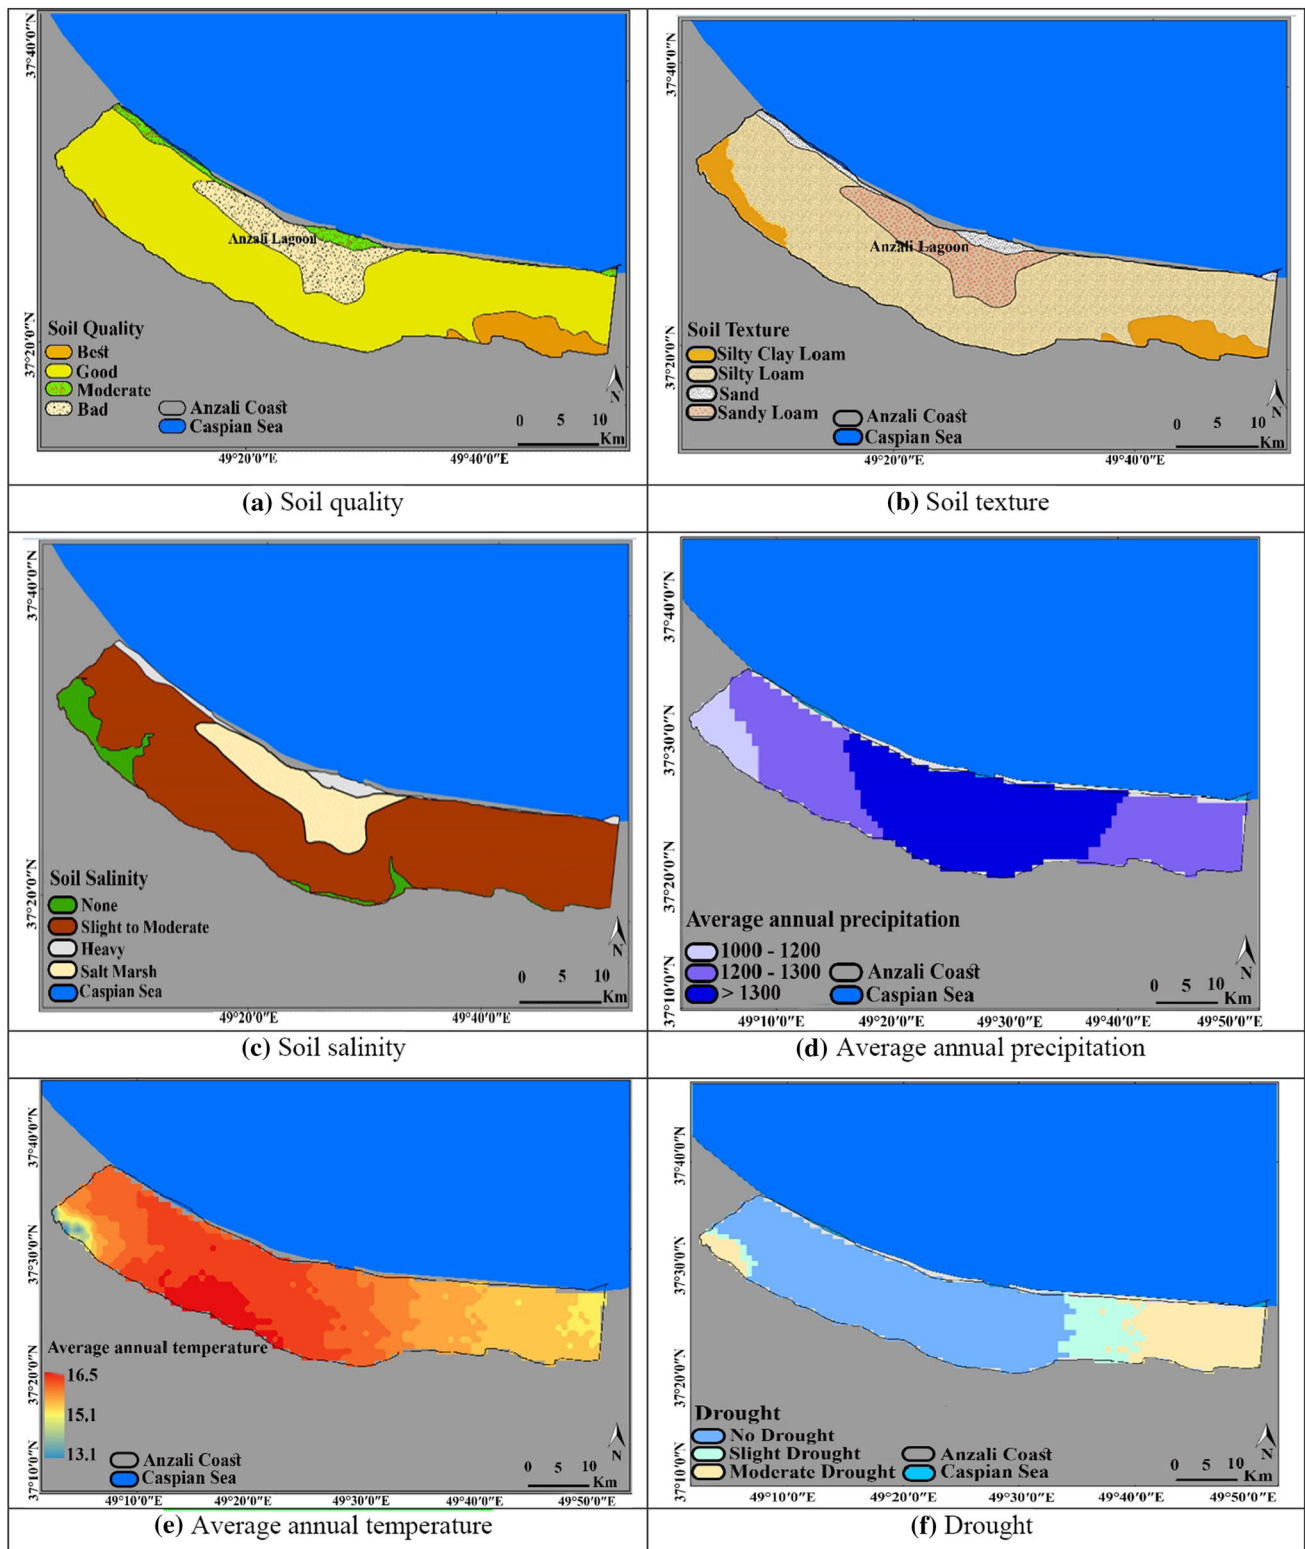 37°40'0"N
37°20'0"N
Anzali Lagoon
Soil Quality
Best
Good
Moderate
Bad
Anzali Coast
Caspian Sea
N
0 5 10
Km
49°20'0"E
49°40'0"E
(a) Soil quality
37°40'0"N
37°20'0"N
Anzali Lagoon
Soil Texture
Silty Clay Loam
Silty Loam
Sand
Sandy Loam
Anzali Coast
Caspian Sea
N
0 5 10
Km
49°20'0"E
49°40'0"E
(b) Soil texture
37°40'0"N
37°20'0"N
Soil Salinity
None
Slight to Moderate
Heavy
Salt Marsh
Caspian Sea
N
0 5 10
Km
49°20'0"E
49°40'0"E
(c) Soil salinity
37°40'0"N
37°30'0"N
37°20'0"N
37°10'0"N
Average annual precipitation
1000 - 1200
1200 - 1300
> 1300
Anzali Coast
Caspian Sea
N
0 5 10
Km
49°10'0"E
49°20'0"E
49°30'0"E
49°40'0"E
49°50'0"E
(d) Average annual precipitation
37°40'0"N
37°30'0"N
37°20'0"N
37°10'0"N
Average annual temperature
16.5
15.1
13.1
Anzali Coast
Caspian Sea
N
0 5 10
Km
49°10'0"E
49°20'0"E
49°30'0"E
49°40'0"E
49°50'0"E
(e) Average annual temperature
37°40'0"N
37°30'0"N
37°20'0"N
37°10'0"N
Drought
No Drought
Slight Drought
Moderate Drought
Anzali Coast
Caspian Sea
N
0 5 10
Km
49°10'0"E
49°20'0"E
49°30'0"E
49°40'0"E
49°50'0"E
(f) Drought